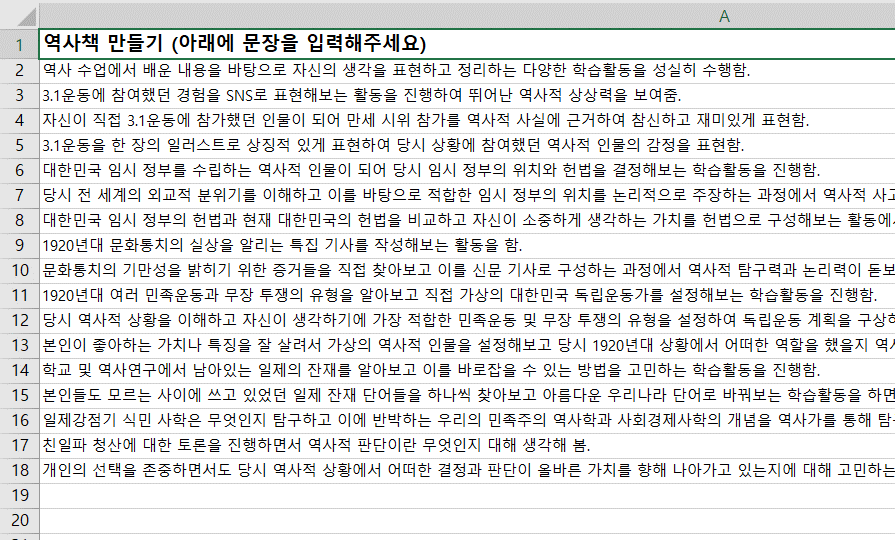 A
1 역사책 만들기 (아래에 문장을 입력해주세요)
2 역사 수업에서 배운 내용을 바탕으로 자신의 생각을 표현하고 정리하는 다양한 학습활동을 성실히 수행함.
3 3.1운동에 참여했던 경험을 SNS로 표현해보는 활동을 진행하여 뛰어난 역사적 상상력을 보여줌.
4 자신이 직접 3.1운동에 참가했던 인물이 되어 만세 시위 참가를 역사적 사실에 근거하여 참신하고 재미있게 표현함.
5 3.1운동을 한 장의 일러스트로 상징적 있게 표현하여 당시 상황에 참여했던 역사적 인물의 감정을 표현함.
6 대한민국 임시 정부를 수립하는 역사적 인물이 되어 당시 임시 정부의 위치와 헌법을 결정해보는 학습활동을 진행함.
7 당시 전 세계의 외교적 분위기를 이해하고 이를 바탕으로 적합한 임시 정부의 위치를 논리적으로 주장하는 과정에서 역사적 사고
8 대한민국 임시 정부의 헌법과 현재 대한민국의 헌법을 비교하고 자신이 소중하게 생각하는 가치를 헌법으로 구성해보는 활동에서
9 1920년대 문화통치의 실상을 알리는 특집 기사를 작성해보는 활동을 함.
10 문화통치의 기만성을 밝히기 위한 증거들을 직접 찾아보고 이를 신문 기사로 구성하는 과정에서 역사적 탐구력과 논리력이 돋보
11 1920년대 여러 민족운동과 무장 투쟁의 유형을 알아보고 직접 가상의 대한민국 독립운동가를 설정해보는 학습활동을 진행함.
12 당시 역사적 상황을 이해하고 자신이 생각하기에 가장 적합한 민족운동 및 무장 투쟁의 유형을 설정하여 독립운동 계획을 구상하
13 본인이 좋아하는 가치나 특징을 잘 살려서 가상의 역사적 인물을 설정해보고 당시 1920년대 상황에서 어떠한 역할을 했을지 역사
14 학교 및 역사연구에서 남아있는 일제의 잔재를 알아보고 이를 바로잡을 수 있는 방법을 고민하는 학습활동을 진행함.
15 본인들도 모르는 사이에 쓰고 있었던 일제 잔재 단어들을 하나씩 찾아보고 아름다운 우리나라 단어로 바꿔보는 학습활동을 하면
16 일제강점기 식민 사학은 무엇인지 탐구하고 이에 반박하는 우리의 민족주의 역사학과 사회경제사학의 개념을 역사가를 통해 탐구
17 친일파 청산에 대한 토론을 진행하면서 역사적 판단이란 무엇인지 대해 생각해 봄.
18 개인의 선택을 존중하면서도 당시 역사적 상황에서 어떠한 결정과 판단이 올바른 가치를 향해 나아가고 있는지에 대해 고민하는
19
20